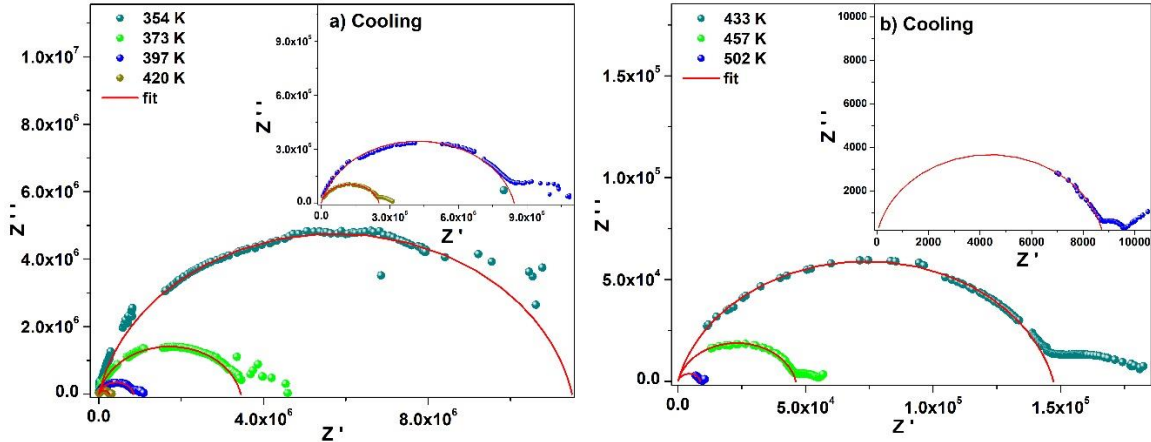 a) Cooling
354 K
373 K
397 K
420 K
fit
Z''
1.0x10⁷
8.0x10⁶
6.0x10⁶
4.0x10⁶
2.0x10⁶
0.0
0.0
4.0x10⁶
8.0x10⁶
Z'
Z''
9.0x10⁵
6.0x10⁵
3.0x10⁵
0.0
0.0
3.0x10⁵
6.0x10⁵
9.0x10⁵
Z'
b) Cooling
433 K
457 K
502 K
fit
Z''
1.5x10⁵
1.0x10⁵
5.0x10⁴
0.0
0.0
5.0x10⁴
1.0x10⁵
1.5x10⁵
Z'
Z''
10000
8000
6000
4000
2000
0
2000
4000
6000
8000
10000
Z'